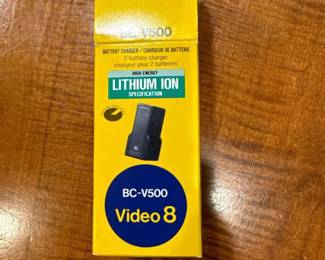 BC-V500
BATTERY CHARGER / CHARGEUR DE BATTERIE
2-battery charger
chargeur pour 2 batteries
HIGH ENERGY
LITHIUM ION
SPECIFICATION
BC-V500
Video 8